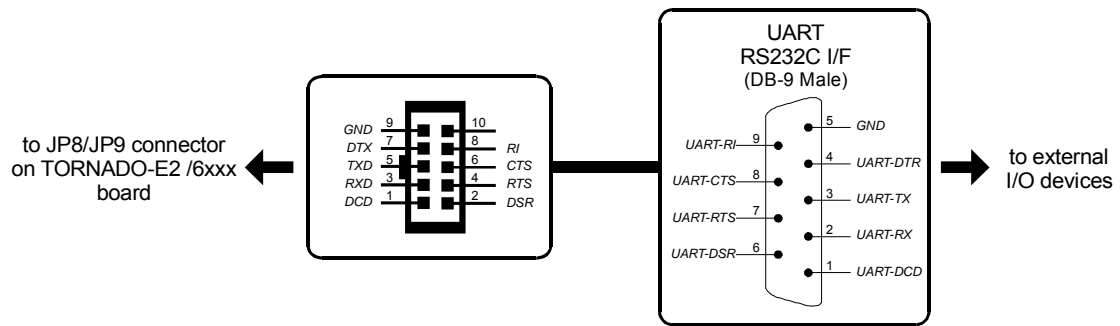 to JP8/JP9 connector
on TORNADO-E2 /6xxx
board
GND 9 10
DTX 7 8 RI
TXD 5 6 CTS
RXD 3 4 RTS
DCD 1 2 DSR
UART
RS232C I/F
(DB-9 Male)
5 GND
UART-RI 9
4 UART-DTR
UART-CTS 8
3 UART-TX
UART-RTS 7
2 UART-RX
UART-DSR 6
1 UART-DCD
to external
I/O devices